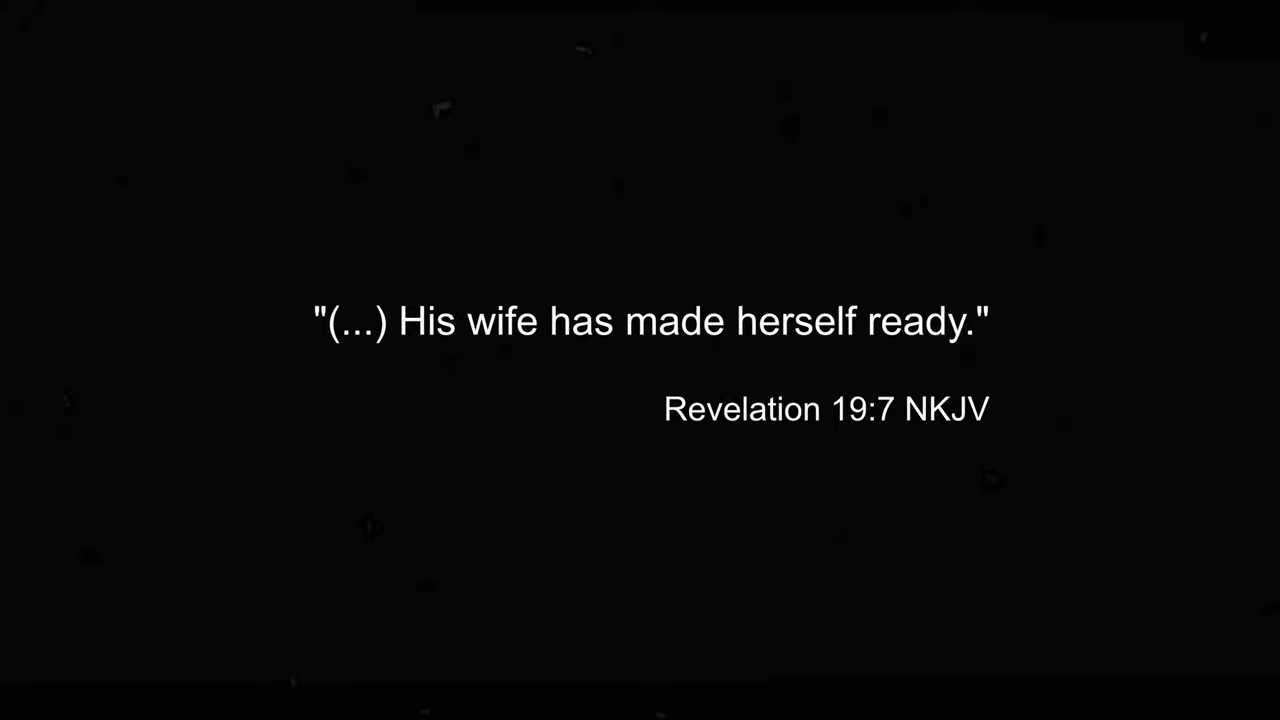 "(...) His wife has made herself ready."
Revelation 19:7 NKJV